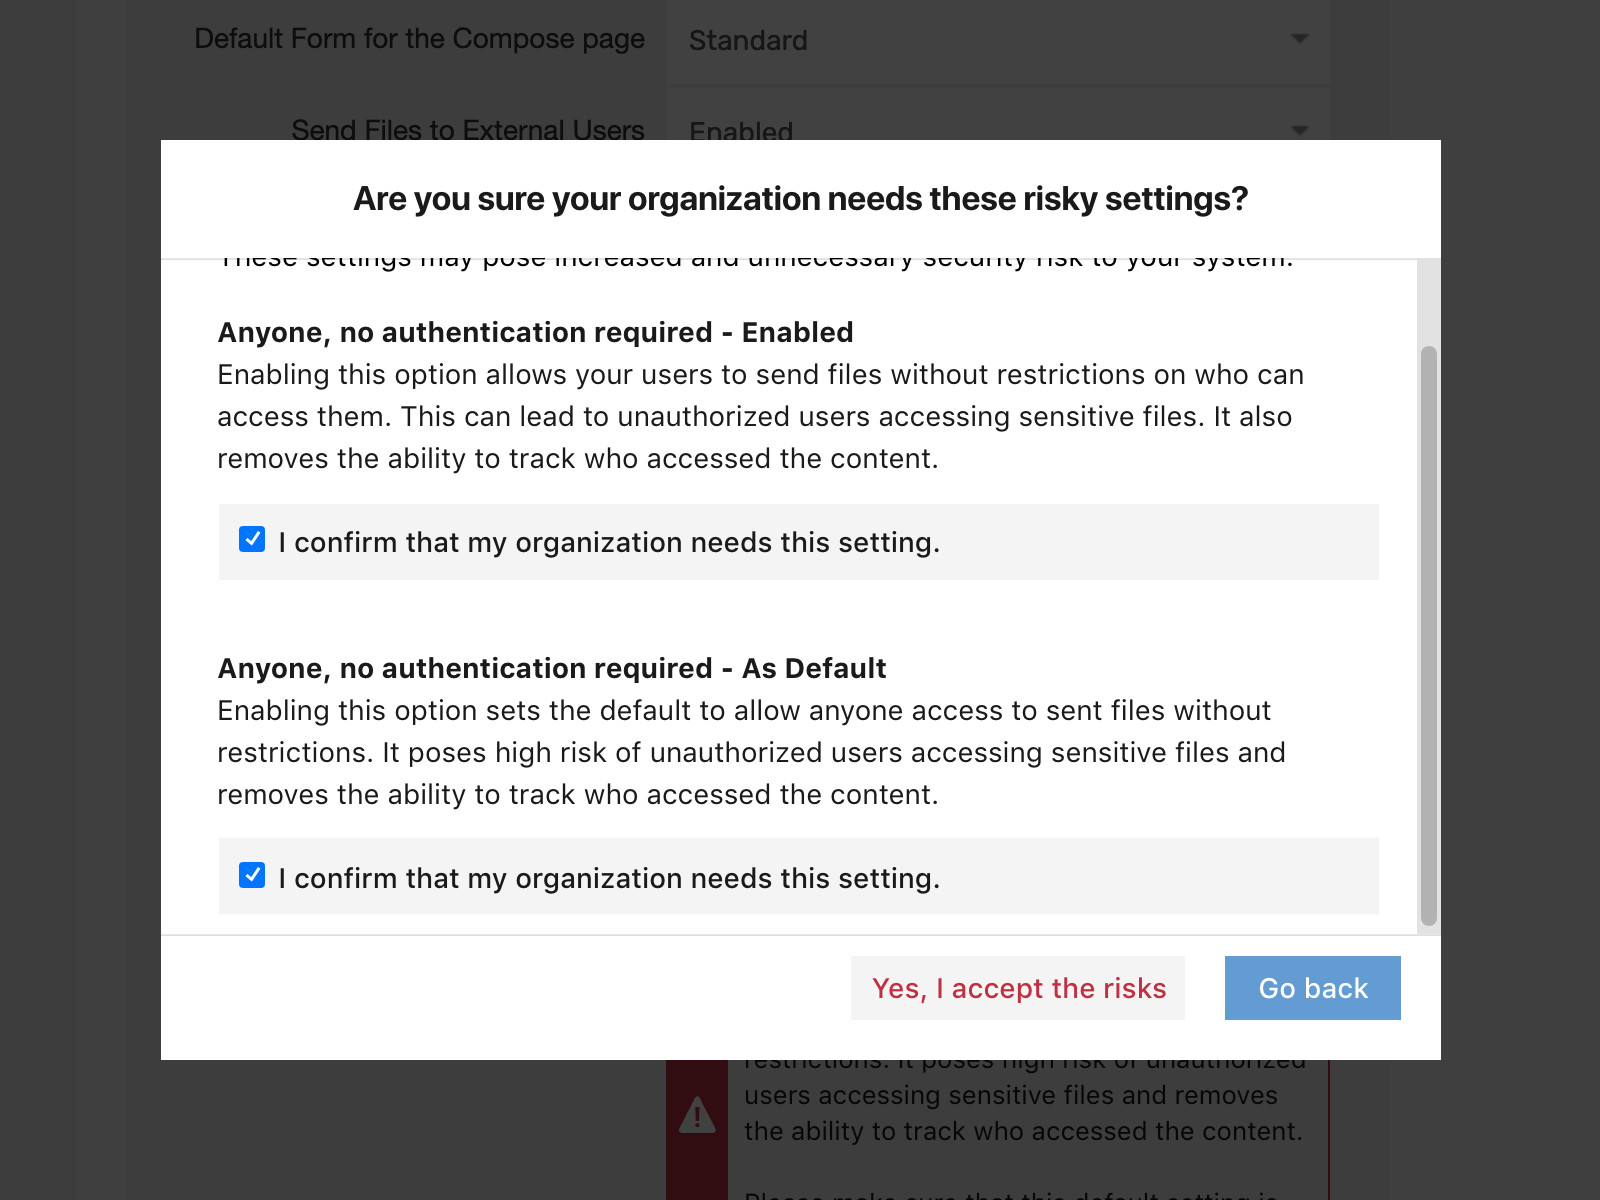 Default Form for the Compose page
Standard
Send Files to External Users
Enabled
Are you sure your organization needs these risky settings?
These settings may pose increased and unnecessary security risk to your system.
Anyone, no authentication required - Enabled
Enabling this option allows your users to send files without restrictions on who can
access them. This can lead to unauthorized users accessing sensitive files. It also
removes the ability to track who accessed the content.
I confirm that my organization needs this setting.
Anyone, no authentication required - As Default
Enabling this option sets the default to allow anyone access to sent files without
restrictions. It poses high risk of unauthorized users accessing sensitive files and
removes the ability to track who accessed the content.
I confirm that my organization needs this setting.
Yes, I accept the risks
Go back
restrictions. It poses high risk of unauthorized
users accessing sensitive files and removes
the ability to track who accessed the content.
Please make sure that this default setting is